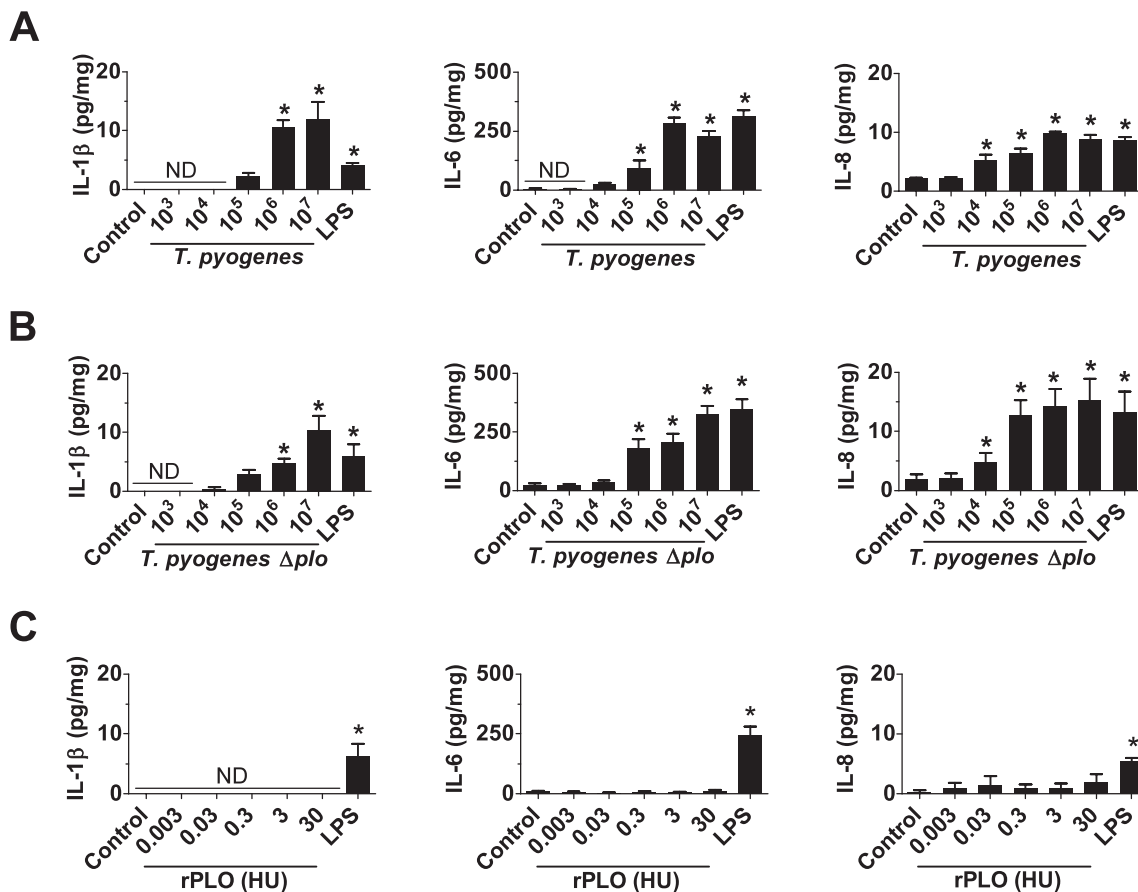 A
IL-1β (pg/mg)
20
10
0
ND
* * *
Control 10³ 10⁴ 10⁵ 10⁶ 10⁷ LPS
T. pyogenes
IL-6 (pg/mg)
500
250
0
ND
* * * *
Control 10³ 10⁴ 10⁵ 10⁶ 10⁷ LPS
T. pyogenes
IL-8 (pg/mg)
20
10
0
* * * * *
Control 10³ 10⁴ 10⁵ 10⁶ 10⁷ LPS
T. pyogenes
B
IL-1β (pg/mg)
20
10
0
ND
* * *
Control 10³ 10⁴ 10⁵ 10⁶ 10⁷ LPS
T. pyogenes Δplo
IL-6 (pg/mg)
500
250
0
* * * *
Control 10³ 10⁴ 10⁵ 10⁶ 10⁷ LPS
T. pyogenes Δplo
IL-8 (pg/mg)
20
10
0
* * * * *
Control 10³ 10⁴ 10⁵ 10⁶ 10⁷ LPS
T. pyogenes Δplo
C
IL-1β (pg/mg)
20
10
0
ND
*
Control 0.003 0.03 0.3 3 30 LPS
rPLO (HU)
IL-6 (pg/mg)
500
250
0
*
Control 0.003 0.03 0.3 3 30 LPS
rPLO (HU)
IL-8 (pg/mg)
20
10
0
*
Control 0.003 0.03 0.3 3 30 LPS
rPLO (HU)